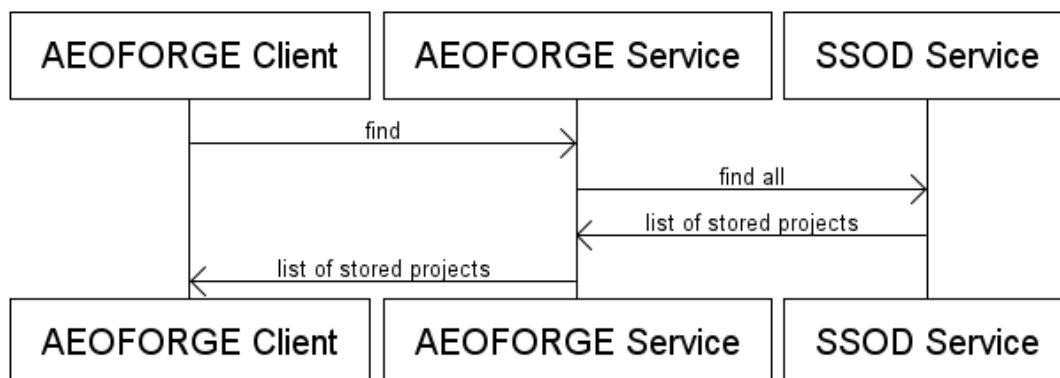 AEOFORGE Client
AEOFORGE Service
SSOD Service
find
find all
list of stored projects
list of stored projects
AEOFORGE Client
AEOFORGE Service
SSOD Service